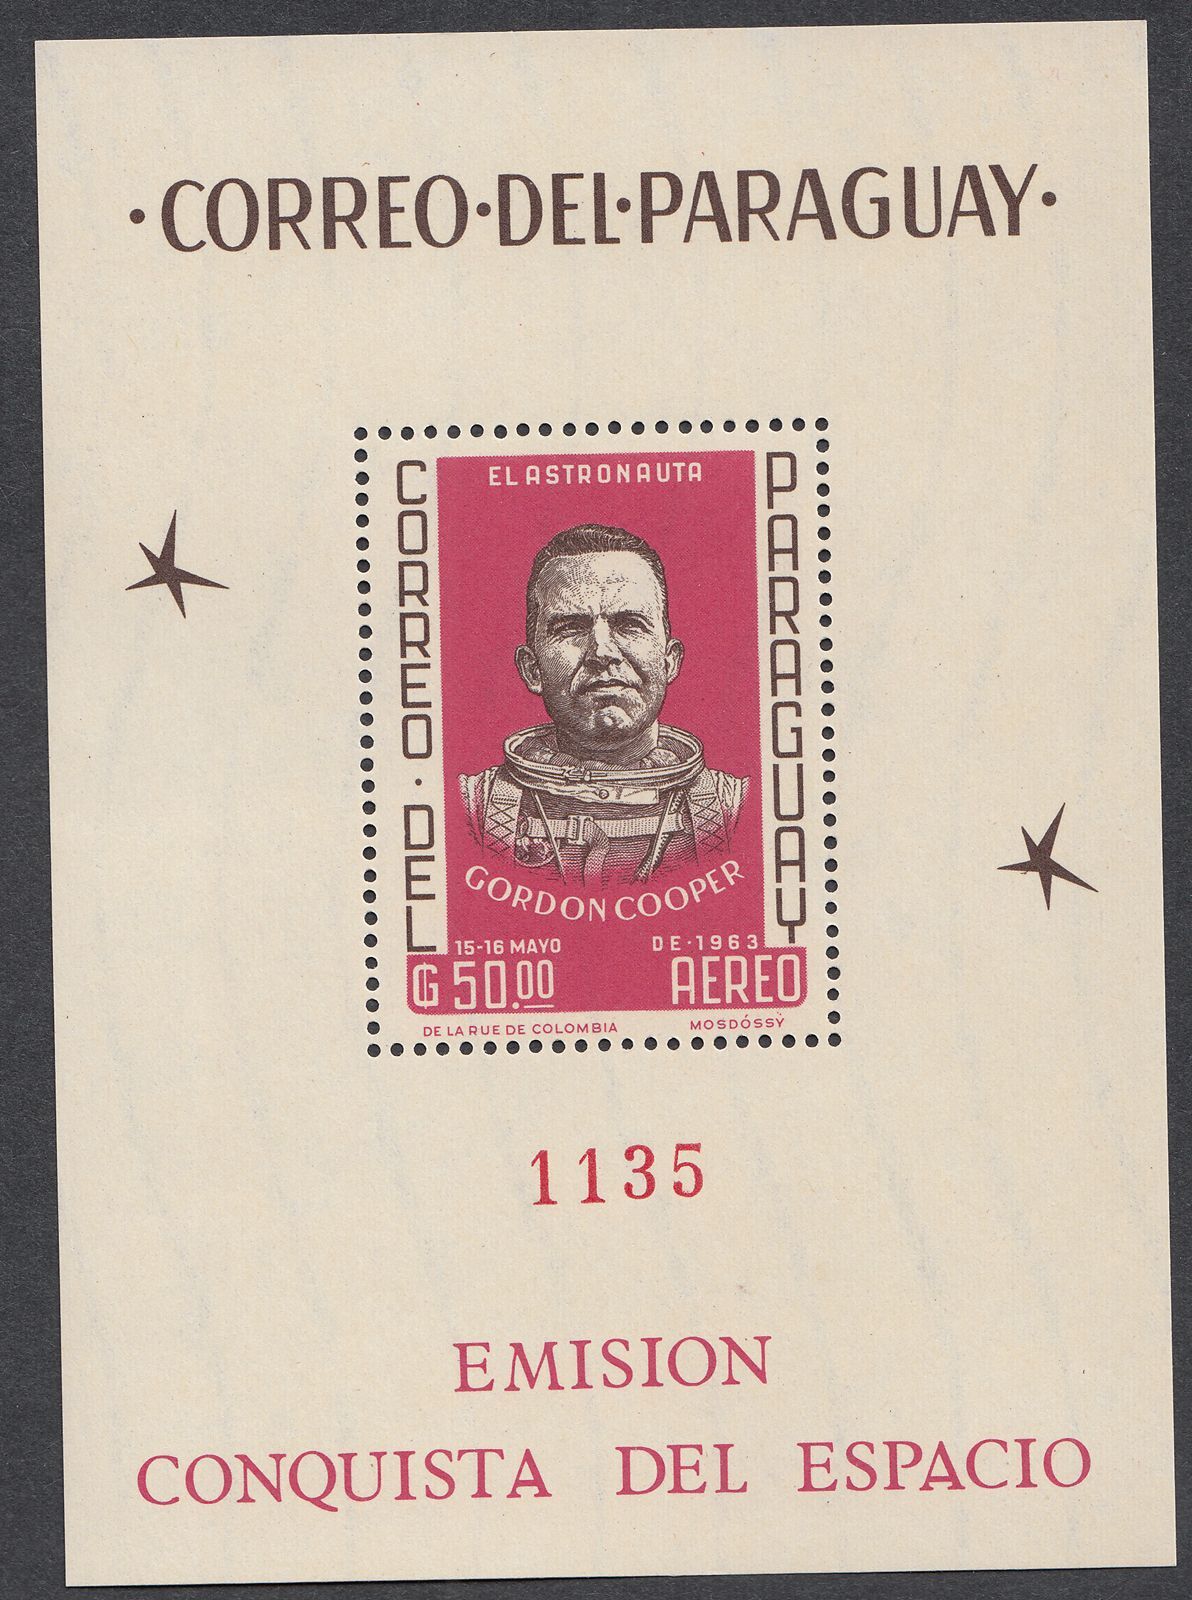 ·CORREO·DEL·PARAGUAY·
EL ASTRONAUTA
CORREO·DEL
PARAGUAY
GORDON COOPER
15-16 MAYO DE·1963
₲ 50.00 AEREO
DE LA RUE DE COLOMBIA MOSDÓSSY
1135
EMISION
CONQUISTA DEL ESPACIO